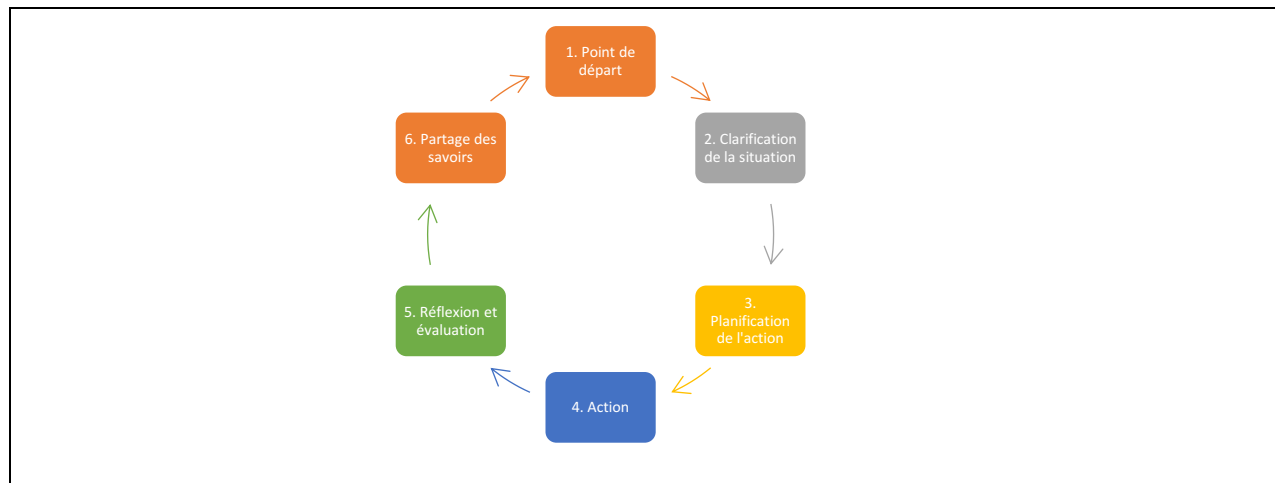 1. Point de
départ
2. Clarification
de la situation
3.
Planification
de l'action
4. Action
5. Réflexion et
évaluation
6. Partage des
savoirs